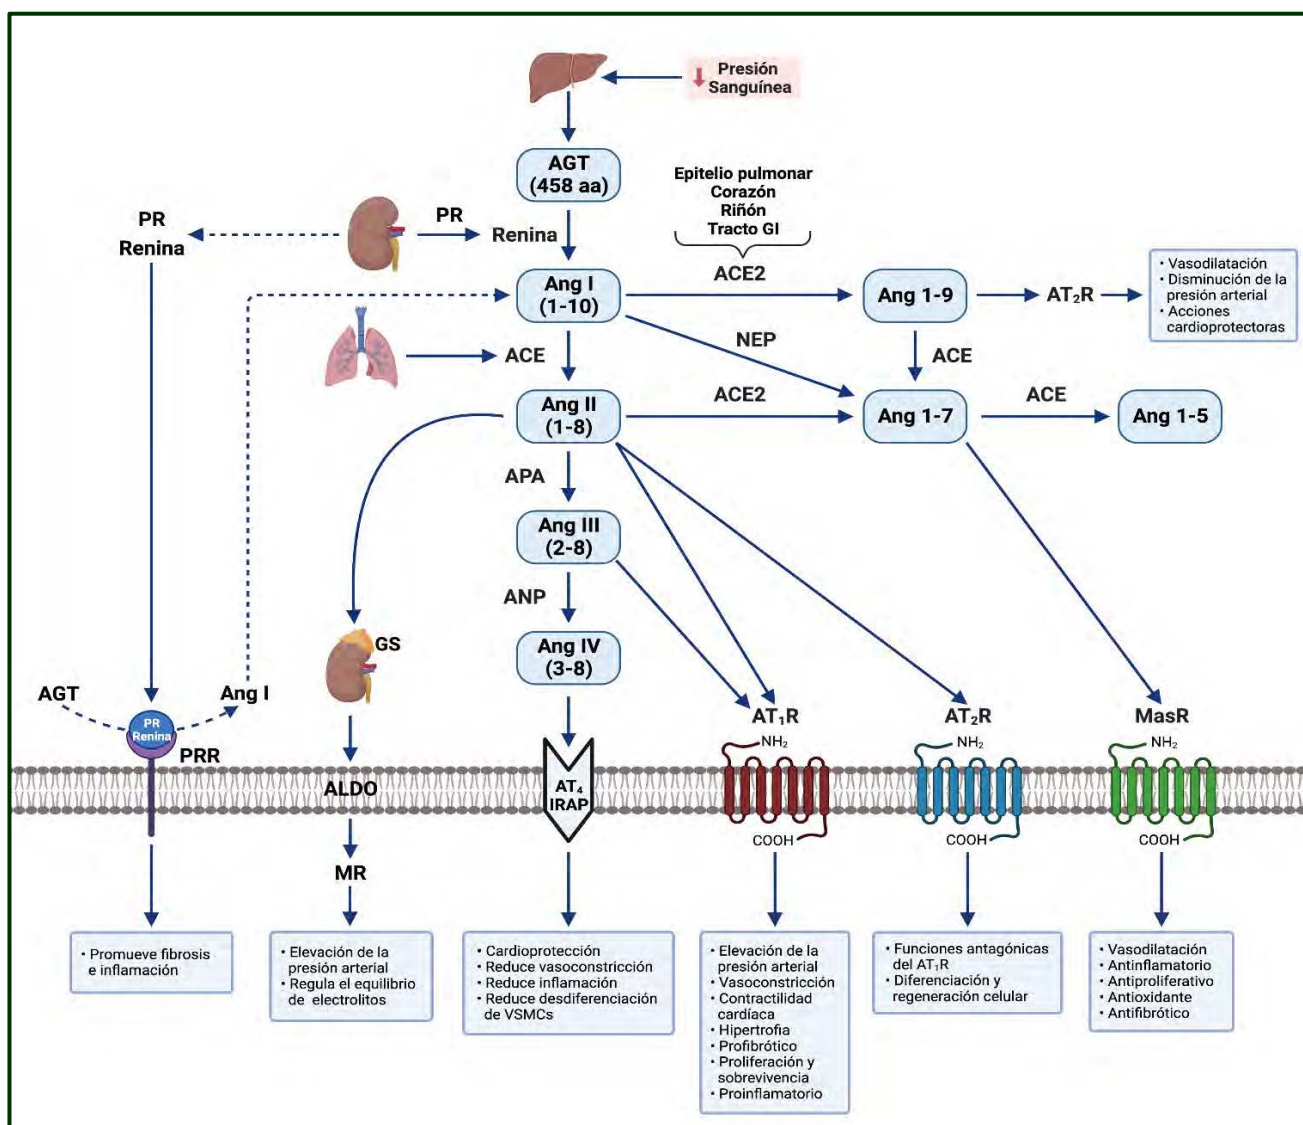 Presión
Sanguínea
AGT
(458 aa)
Epitelio pulmonar
Corazón
Riñón
Tracto GI
PR
Renina
PR
Renina
Ang I
(1-10)
ACE2
Ang 1-9
AT₂R
• Vasodilatación
• Disminución de la
presión arterial
• Acciones
cardioprotectoras
NEP
ACE
ACE
Ang II
(1-8)
ACE2
Ang 1-7
ACE
Ang 1-5
APA
Ang III
(2-8)
ANP
Ang IV
(3-8)
GS
AGT
Ang I
PR
Renina
PRR
ALDO
MR
AT₄
IRAP
AT₁R
NH₂
COOH
AT₂R
NH₂
COOH
MasR
NH₂
COOH
• Promueve fibrosis
e inflamación
• Elevación de la
presión arterial
• Regula el equilibrio
de electrolitos
• Cardioprotección
• Reduce vasoconstricción
• Reduce inflamación
• Reduce desdiferenciación
de VSMCs
• Elevación de la
presión arterial
• Vasoconstricción
• Contractilidad
cardíaca
• Hipertrofia
• Profibrótico
• Proliferación y
sobrevivencia
• Proinflamatorio
• Funciones antagónicas
del AT₁R
• Diferenciación y
regeneración celular
• Vasodilatación
• Antinflamatorio
• Antiproliferativo
• Antioxidante
• Antifibrótico